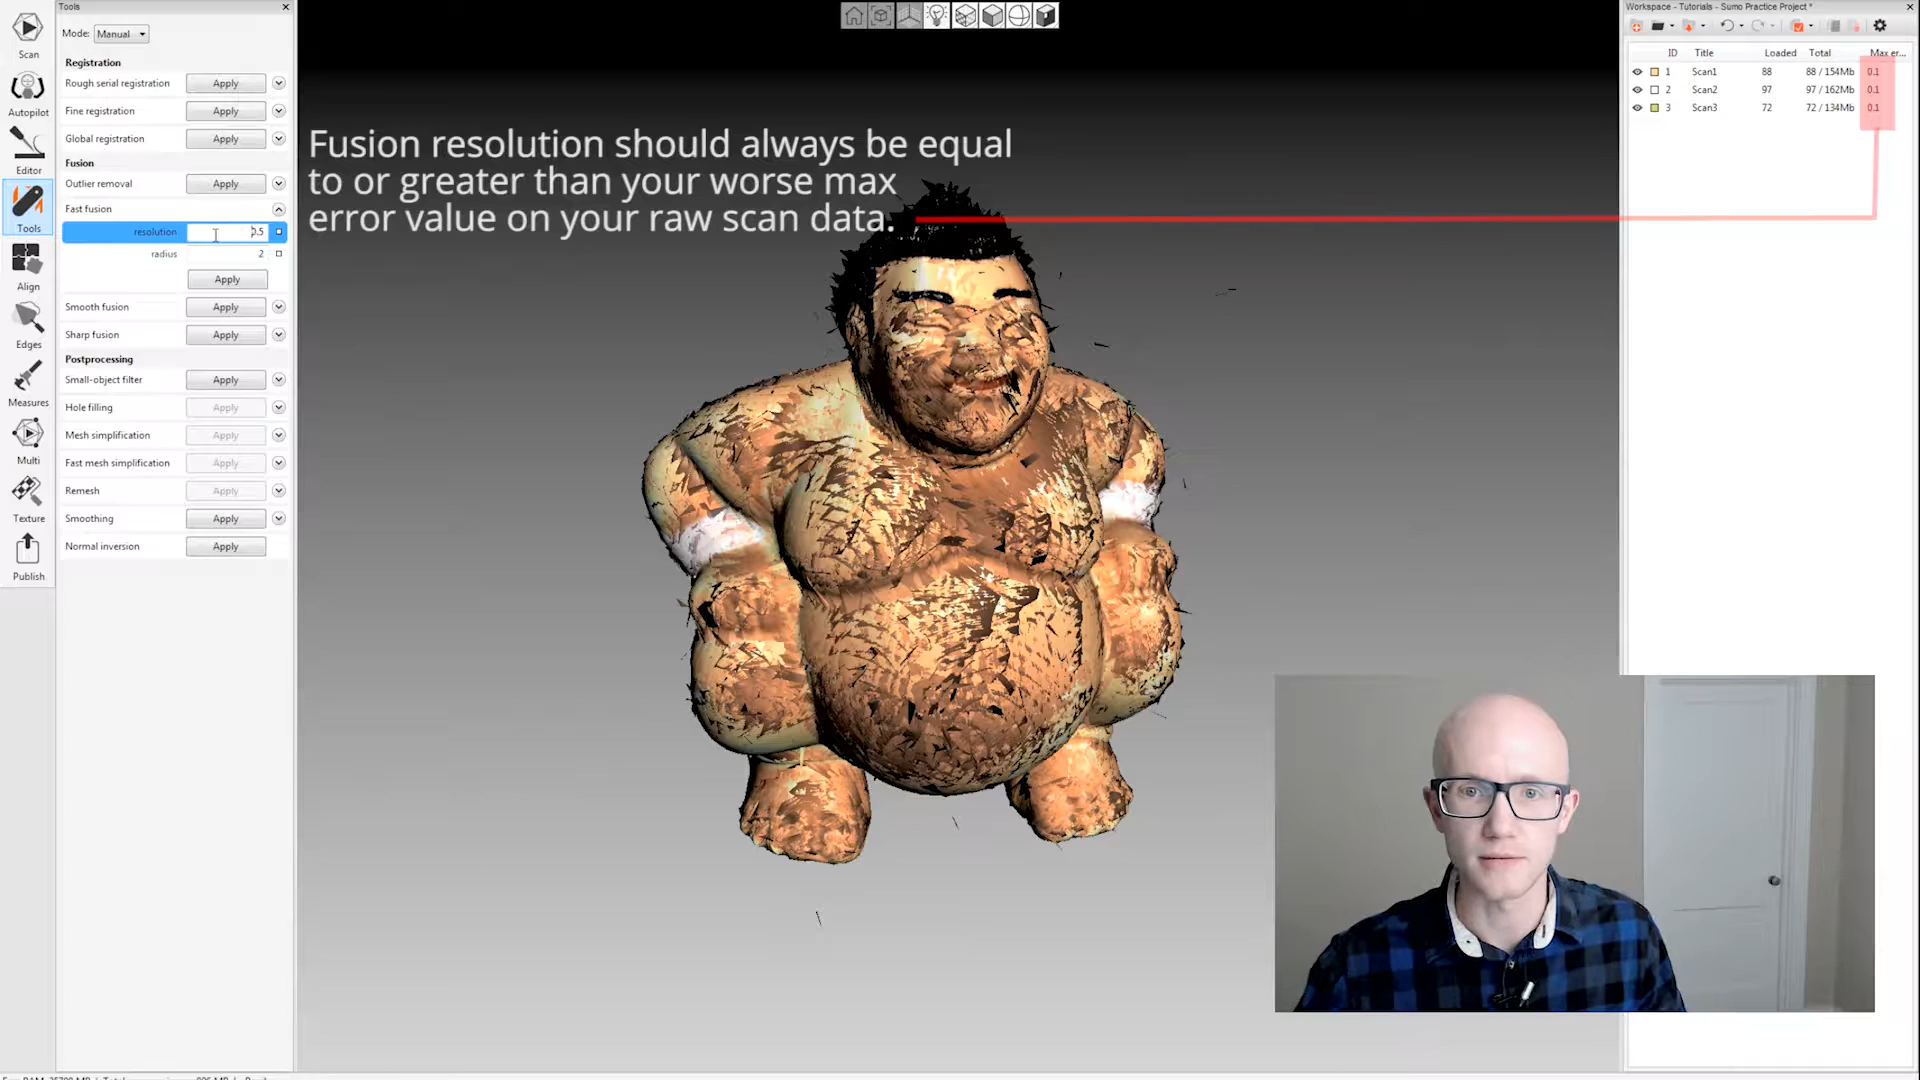 Tools
Workspace - Tutorials - Sumo Practice Project *
Mode: Manual
Registration
Rough serial registration Apply
Fine registration Apply
Global registration Apply
Fusion
Outlier removal Apply
Fast fusion
resolution 0.5
radius 2
Apply
Smooth fusion Apply
Sharp fusion Apply
Postprocessing
Small-object filter Apply
Hole filling Apply
Mesh simplification Apply
Fast mesh simplification Apply
Remesh Apply
Smoothing Apply
Normal inversion Apply
Scan
Autopilot
Editor
Tools
Align
Edges
Measures
Multi
Texture
Publish
Fusion resolution should always be equal
to or greater than your worse max
error value on your raw scan data.
ID Title Loaded Total Max er...
1 Scan1 88 88 / 154Mb 0.1
2 Scan2 97 97 / 162Mb 0.1
3 Scan3 72 72 / 134Mb 0.1